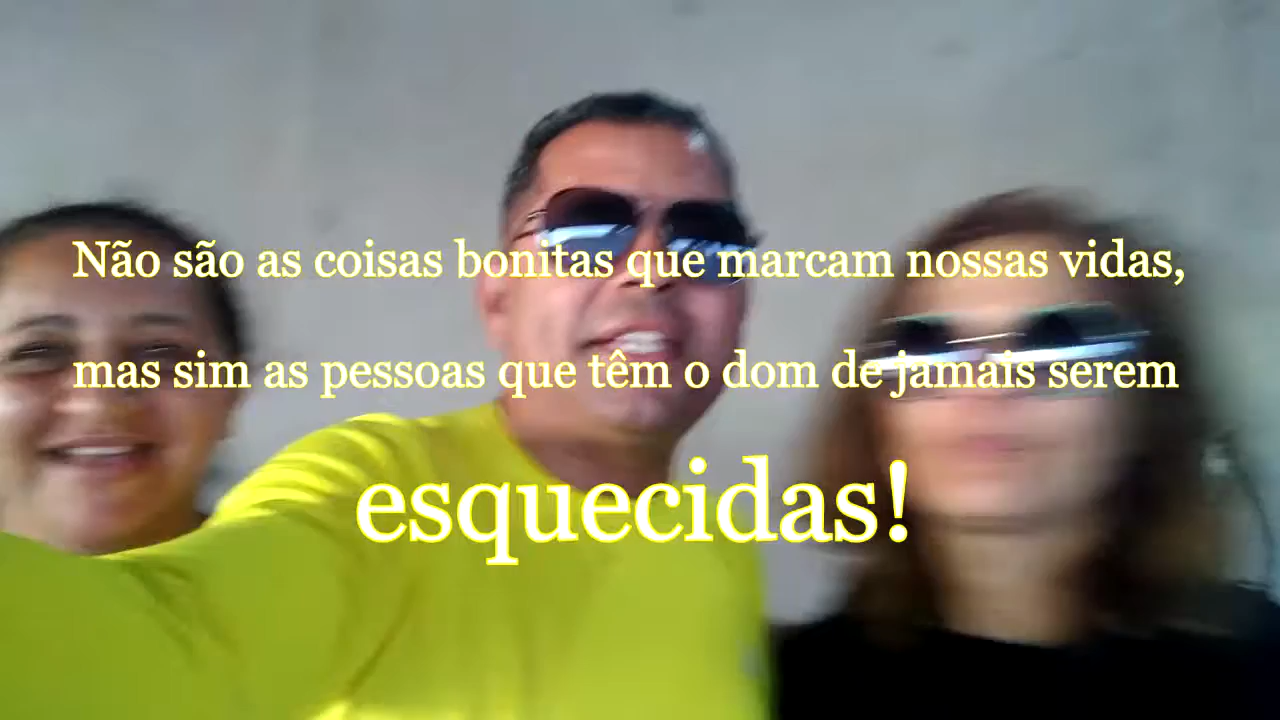 Não são as coisas bonitas que marcam nossas vidas,
mas sim as pessoas que têm o dom de jamais serem
esquecidas!